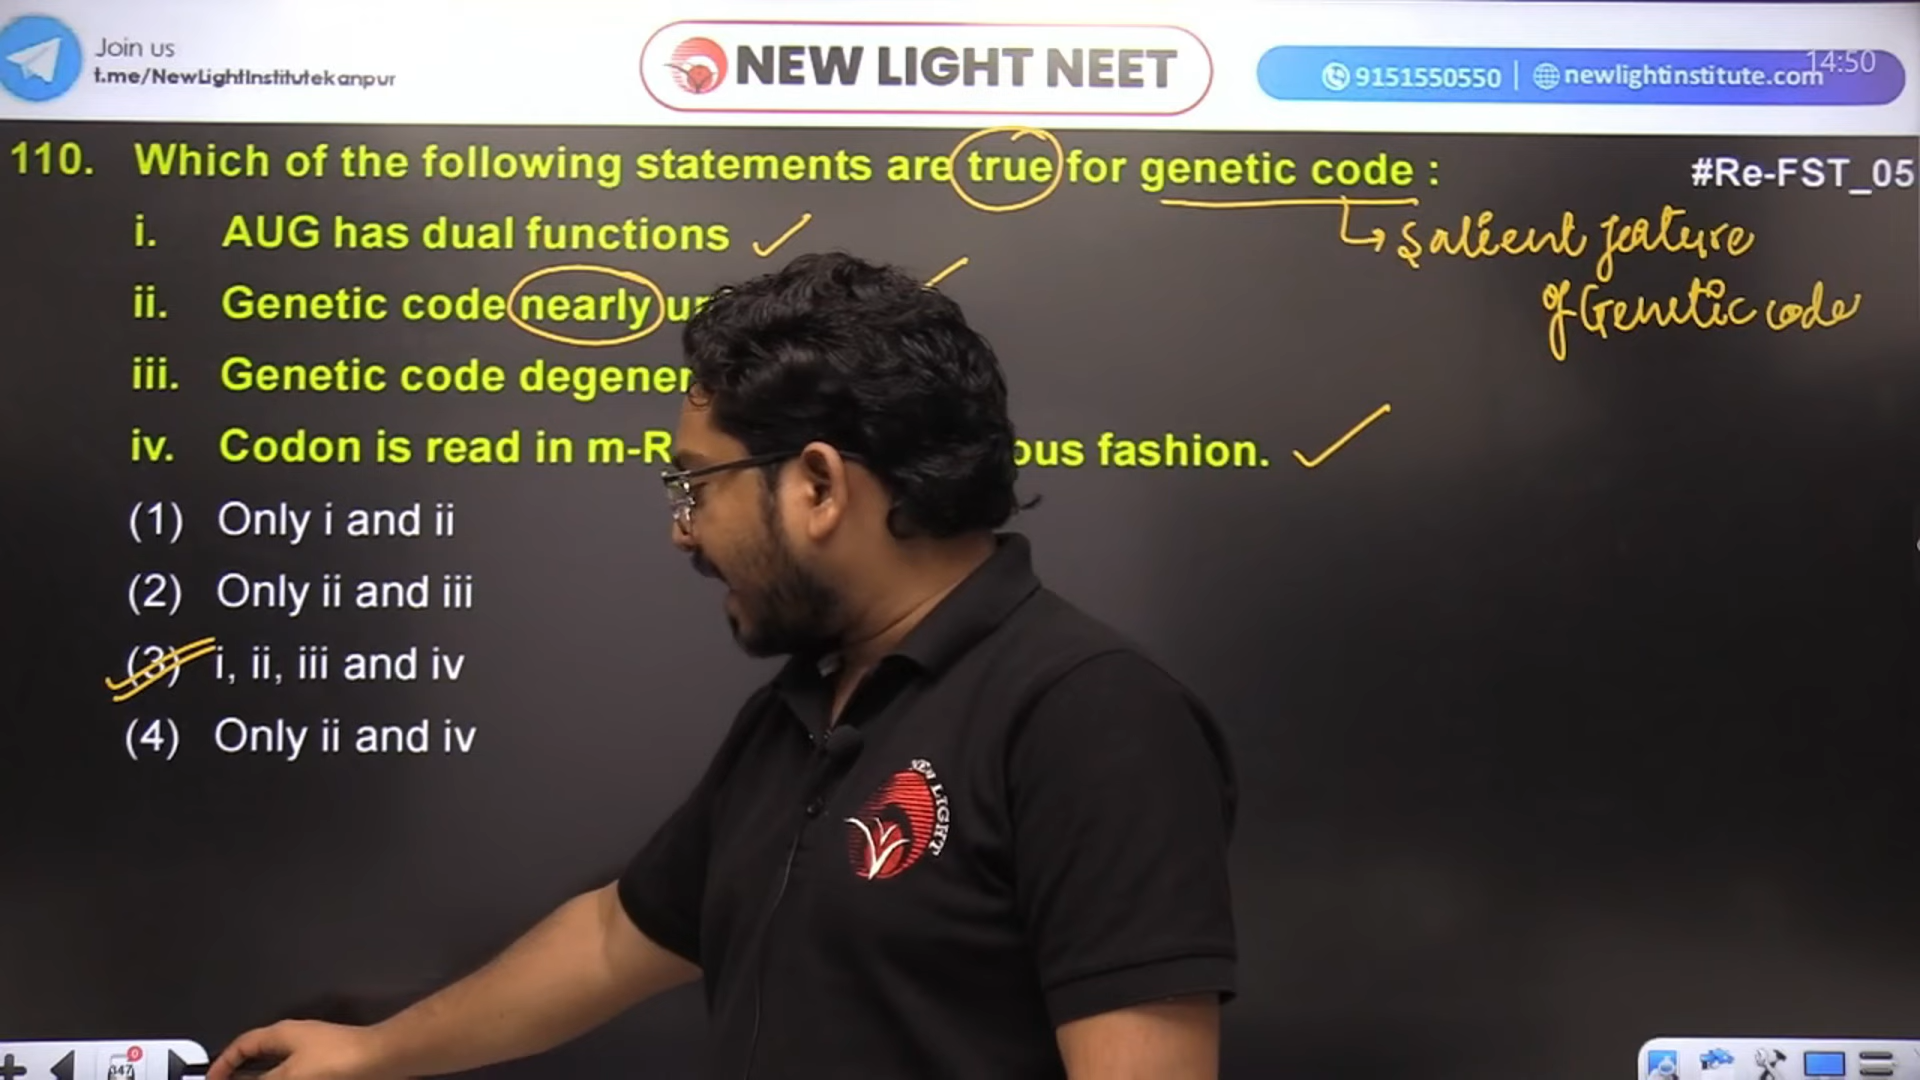 Join us
t.me/NewLightInstitutekanpur
NEW LIGHT NEET
9151550550 | newlightinstitute.com
14:50
110. Which of the following statements are true for genetic code :
#Re-FST_05
i. AUG has dual functions
ii. Genetic code nearly
iii. Genetic code
iv. Codon is read in fashion.
Salient feature
of Genetic code
(1) Only i and ii
(2) Only ii and iii
(3) i, ii, iii and iv
(4) Only ii and iv
NEW LIGHT
347
0